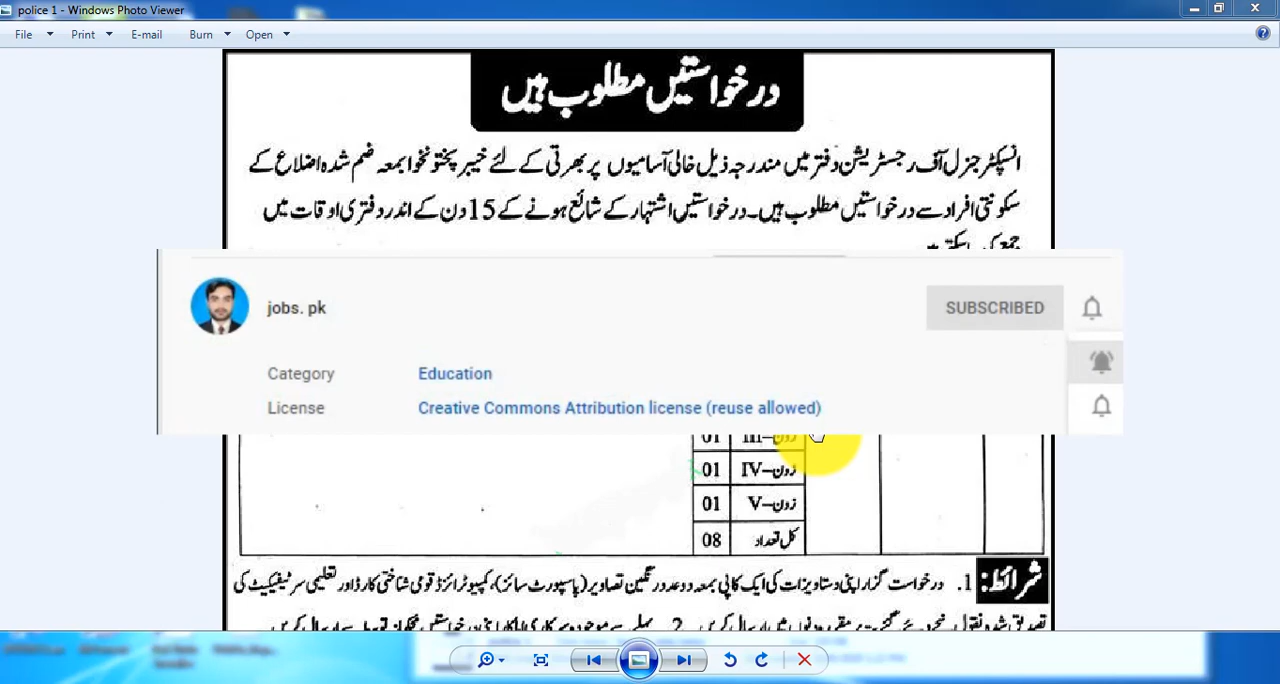 police 1 - Windows Photo Viewer
File Print E-mail Burn Open
درخواستیں مطلوب ہیں
انسپکٹر جنرل آف رجسٹریشن دفتر میں مندرجہ ذیل خالی آسامیوں پر بھرتی کے لئے خیبر پختونخوا بمعہ ضم شدہ اضلاع کے
سکونتی افراد سے درخواستیں مطلوب ہیں۔ درخواستیں اشتہار کے شائع ہونے کے 15 دن کے اندر دفتری اوقات میں
jobs. pk
SUBSCRIBED
Category Education
License Creative Commons Attribution license (reuse allowed)
زون-III 01
زون-IV 01
زون-V 01
کل تعداد 08
شرائط: 1. درخواست گزار اپنی دستاویزات کی ایک کاپی بمعہ دو عدد رنگین تصاویر (پاسپورٹ سائز)، کمپیوٹرائزڈ قومی شناختی کارڈ اور تعلیمی سرٹیفیکیٹ کی